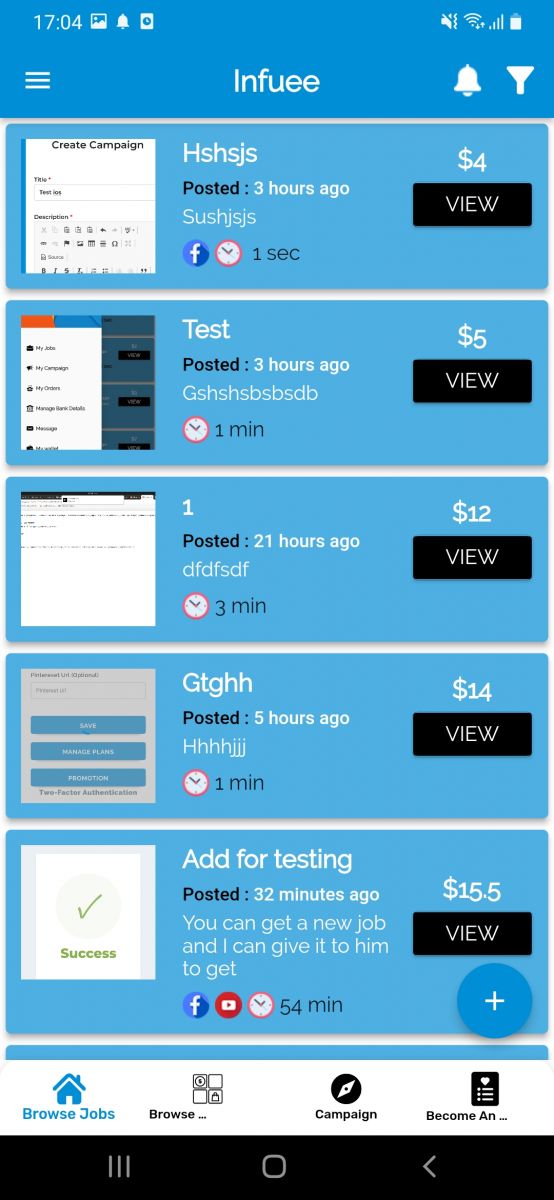 17:04
Infuee
Create Campaign
Title *
Test ios
Description *
Source
Hshsjs
Posted : 3 hours ago
Sushjsjs
1 sec
$4
VIEW
My Jobs
My Campaign
My Orders
Manage Bank Details
Message
My wallet
VIEW
VIEW
Test
Posted : 3 hours ago
Gshshsbsbsdb
1 min
$5
VIEW
1
Posted : 21 hours ago
dfdfsdf
3 min
$12
VIEW
Pintereset Url (Optional)
Pinterest Url
SAVE
MANAGE PLANS
PROMOTION
Two-Factor Authentication
Gtghh
Posted : 5 hours ago
Hhhhjjj
1 min
$14
VIEW
Success
Add for testing
Posted : 32 minutes ago
You can get a new job
and I can give it to him
to get
54 min
$15.5
VIEW
+
Browse Jobs
Browse ...
Campaign
Become An ...